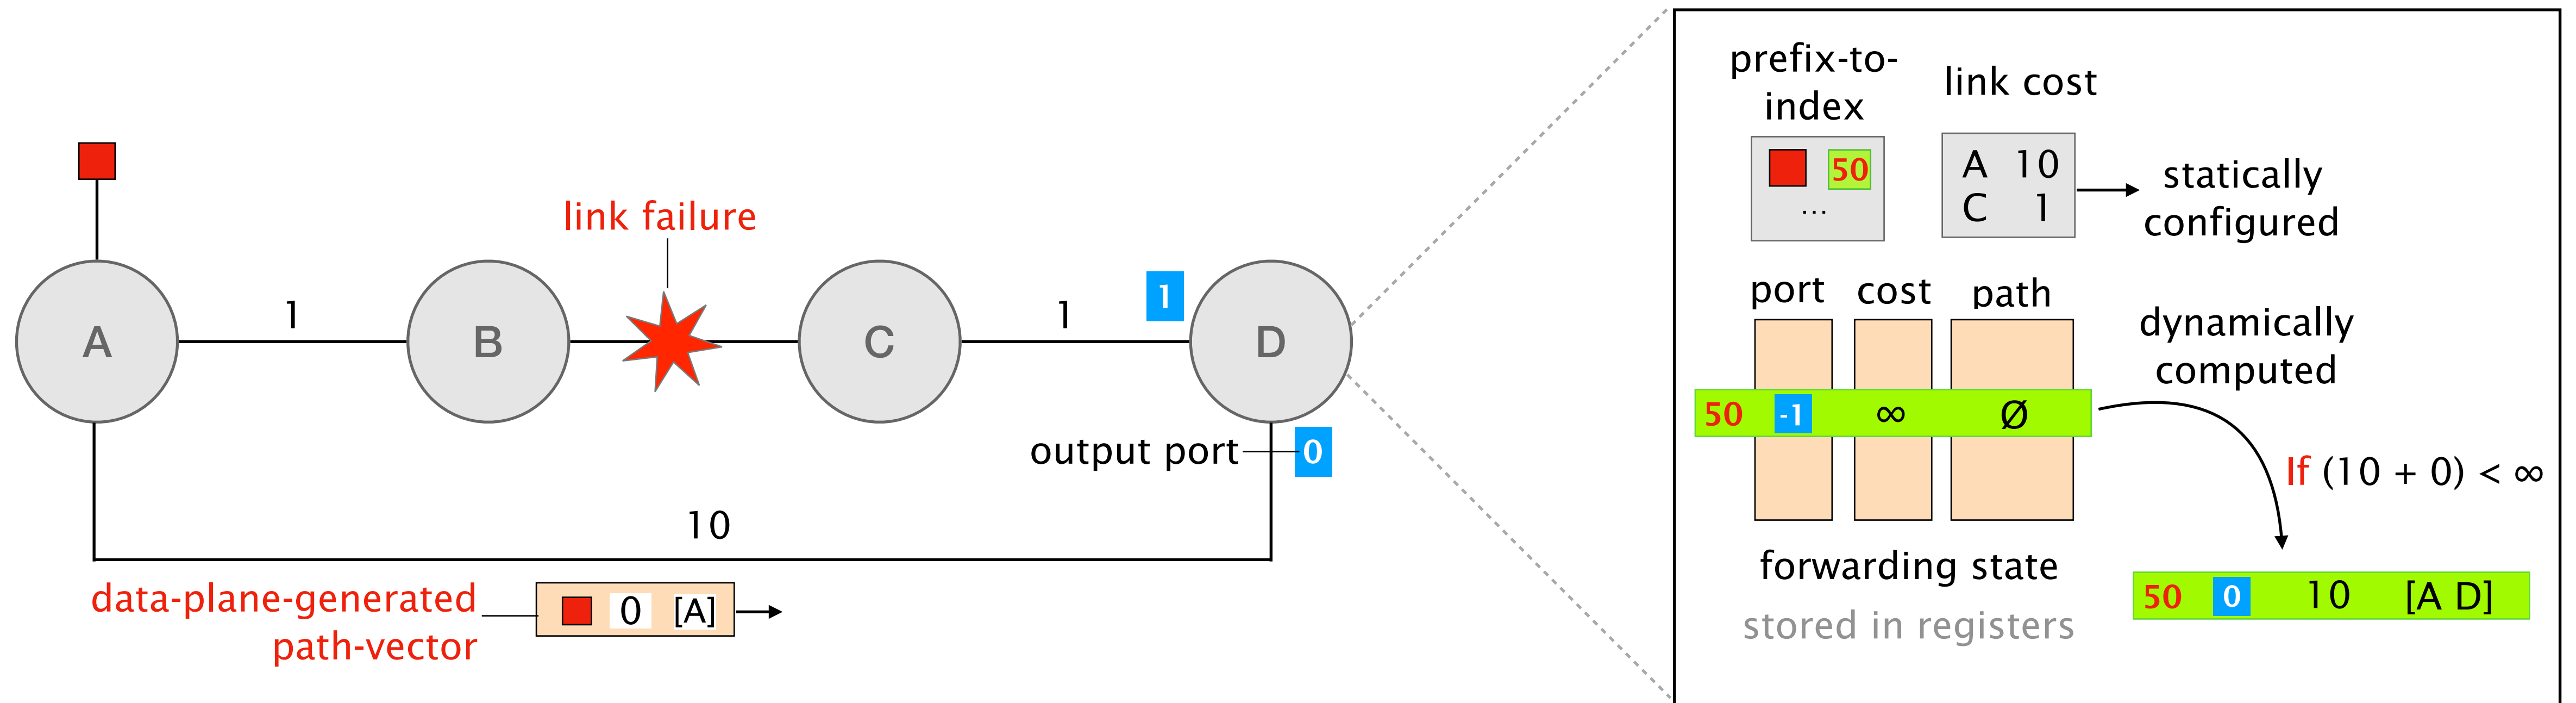 link failure
A
1
B
C
1
1
D
output port
0
10
data-plane-generated
path-vector
0 [A]
prefix-to-
index
50
...
link cost
A 10
C 1
statically
configured
port cost path
50 -1 ∞ Ø
dynamically
computed
If (10 + 0) < ∞
forwarding state
stored in registers
50 0 10 [A D]